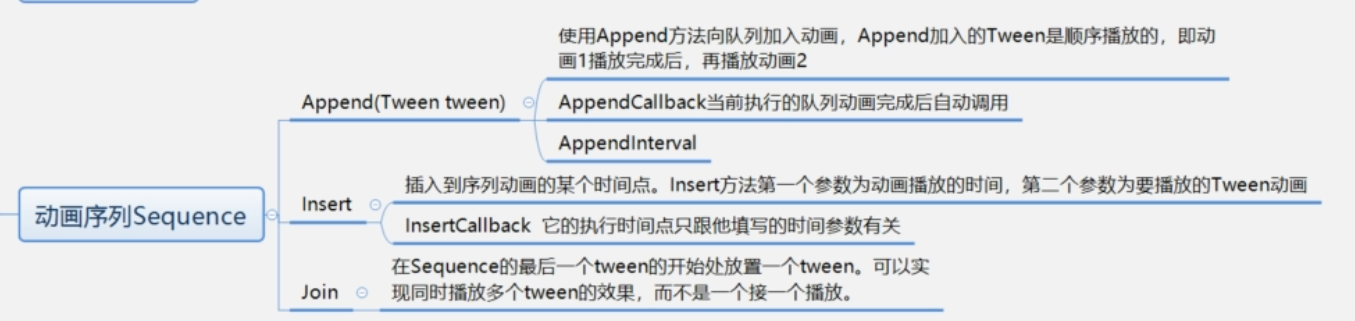 使用Append方法向队列加入动画，Append加入的Tween是顺序播放的，即动
画1播放完成后，再播放动画2
Append(Tween tween)
AppendCallback当前执行的队列动画完成后自动调用
AppendInterval
动画序列Sequence
插入到序列动画的某个时间点。Insert方法第一个参数为动画播放的时间，第二个参数为要播放的Tween动画
Insert
InsertCallback 它的执行时间点只跟他填写的时间参数有关
在Sequence的最后一个tween的开始处放置一个tween。可以实
现同时播放多个tween的效果，而不是一个接一个播放。
Join